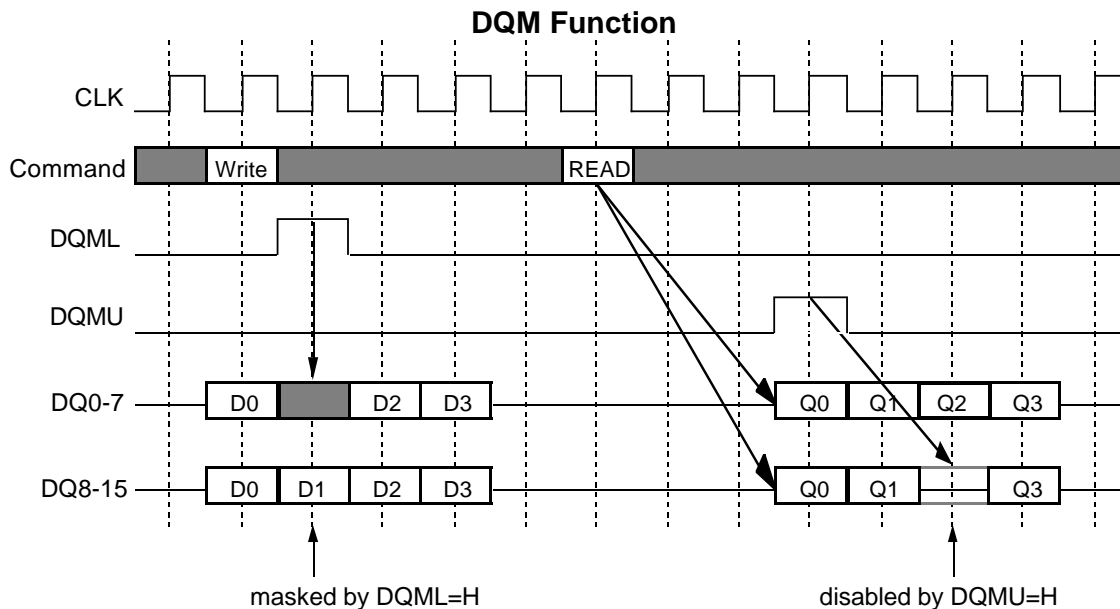 DQM Function
CLK
Command Write READ
DQML
DQMU
DQ0-7 D0 D2 D3 Q0 Q1 Q2 Q3
DQ8-15 D0 D1 D2 D3 Q0 Q1 Q3
masked by DQML=H disabled by DQMU=H